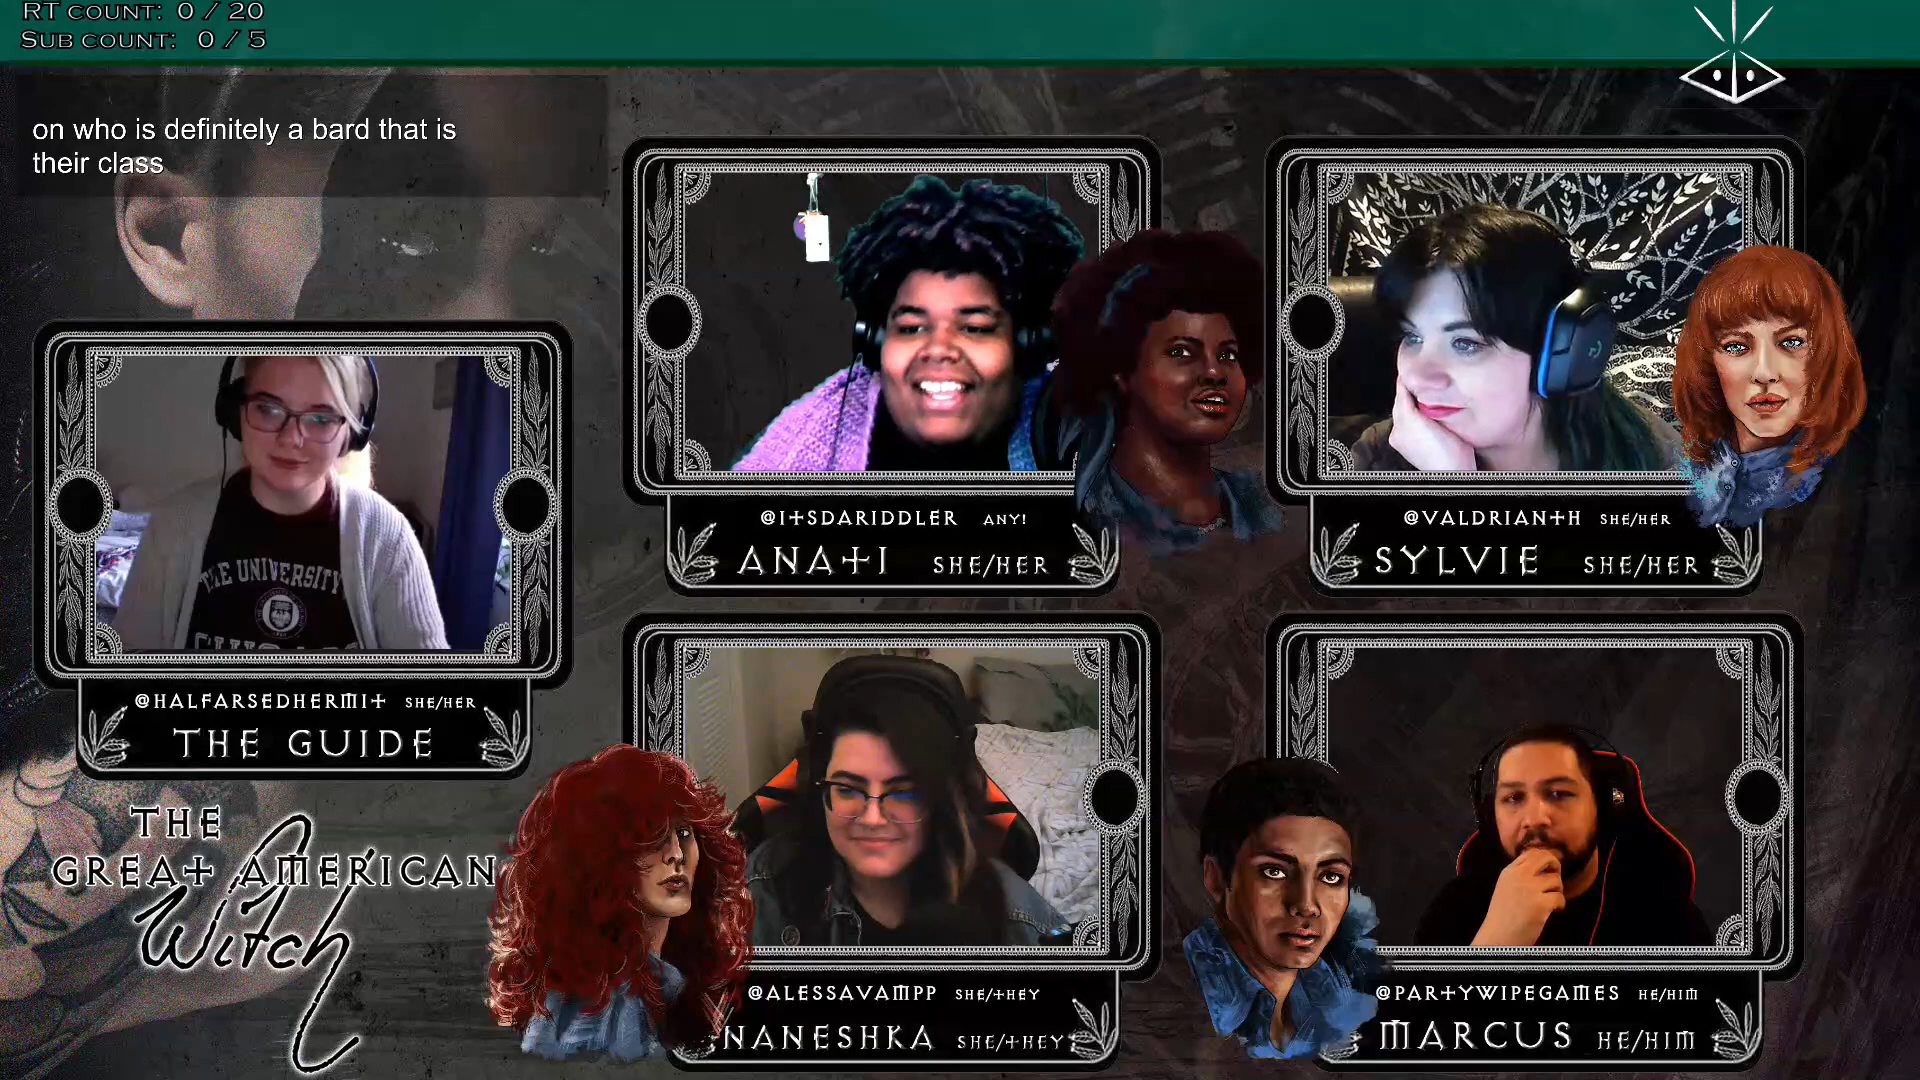 RT COUNT: 0 / 20
SUB COUNT: 0 / 5
on who is definitely a bard that is
their class
@ITSDARIDDLER ANY!
ANATI SHE/HER
@VALDRIANTH SHE/HER
SYLVIE SHE/HER
THE UNIVERSITY
@HALFARSEDHERMIT SHE/HER
THE GUIDE
THE
GREAT AMERICAN
Witch
@ALESSAVAMPP SHE/THEY
NANESHKA SHE/THEY
@PARTYWIPEGAMES HE/HIM
MARCUS HE/HIM